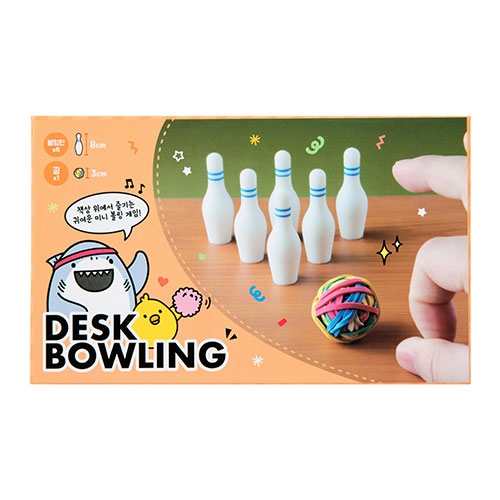 볼링핀
x6
8cm
공
x1
3cm
책상 위에서 즐기는
귀여운 미니 볼링 게임!
DESK
BOWLING